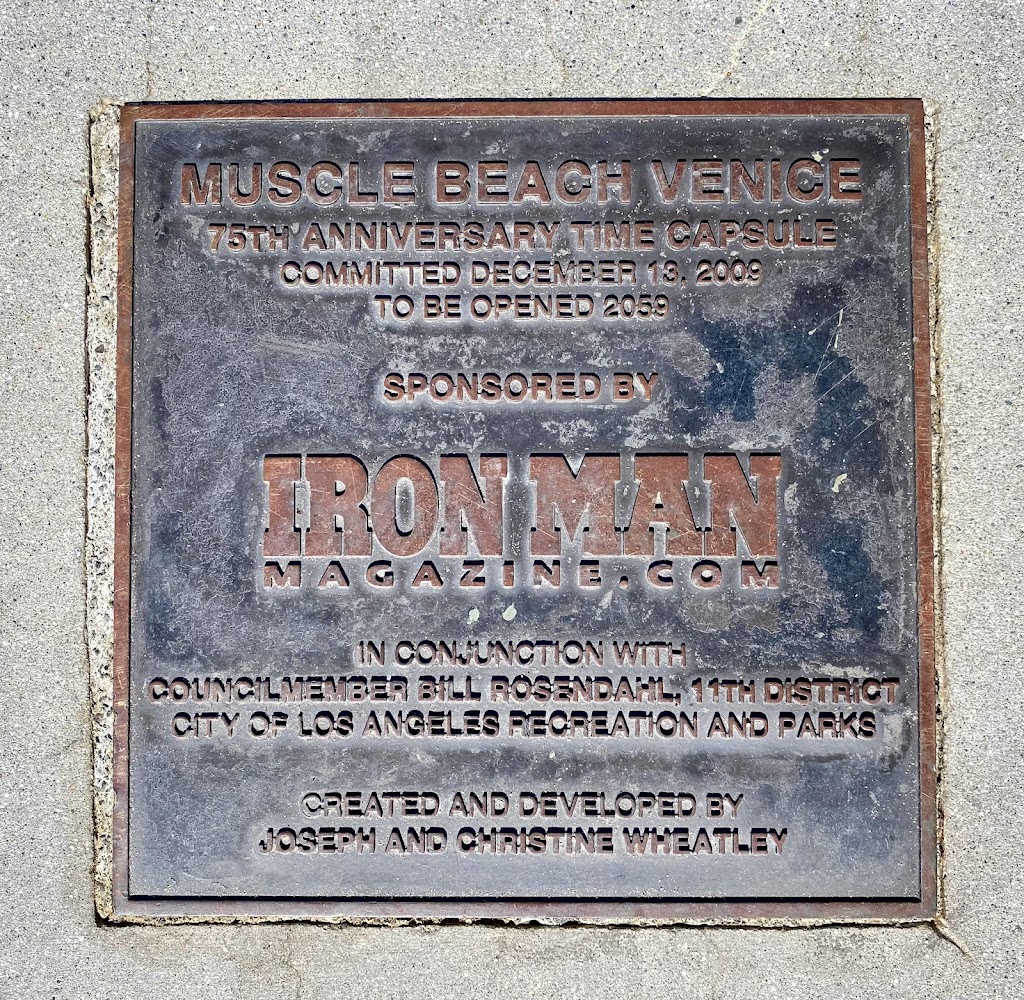 MUSCLE BEACH VENICE
75TH ANNIVERSARY TIME CAPSULE
COMMITTED DECEMBER 13, 2009
TO BE OPENED 2059
SPONSORED BY
IRON MAN
MAGAZINE.COM
IN CONJUNCTION WITH
COUNCILMEMBER BILL ROSENDAHL, 11TH DISTRICT
CITY OF LOS ANGELES RECREATION AND PARKS
CREATED AND DEVELOPED BY
JOSEPH AND CHRISTINE WHEATLEY